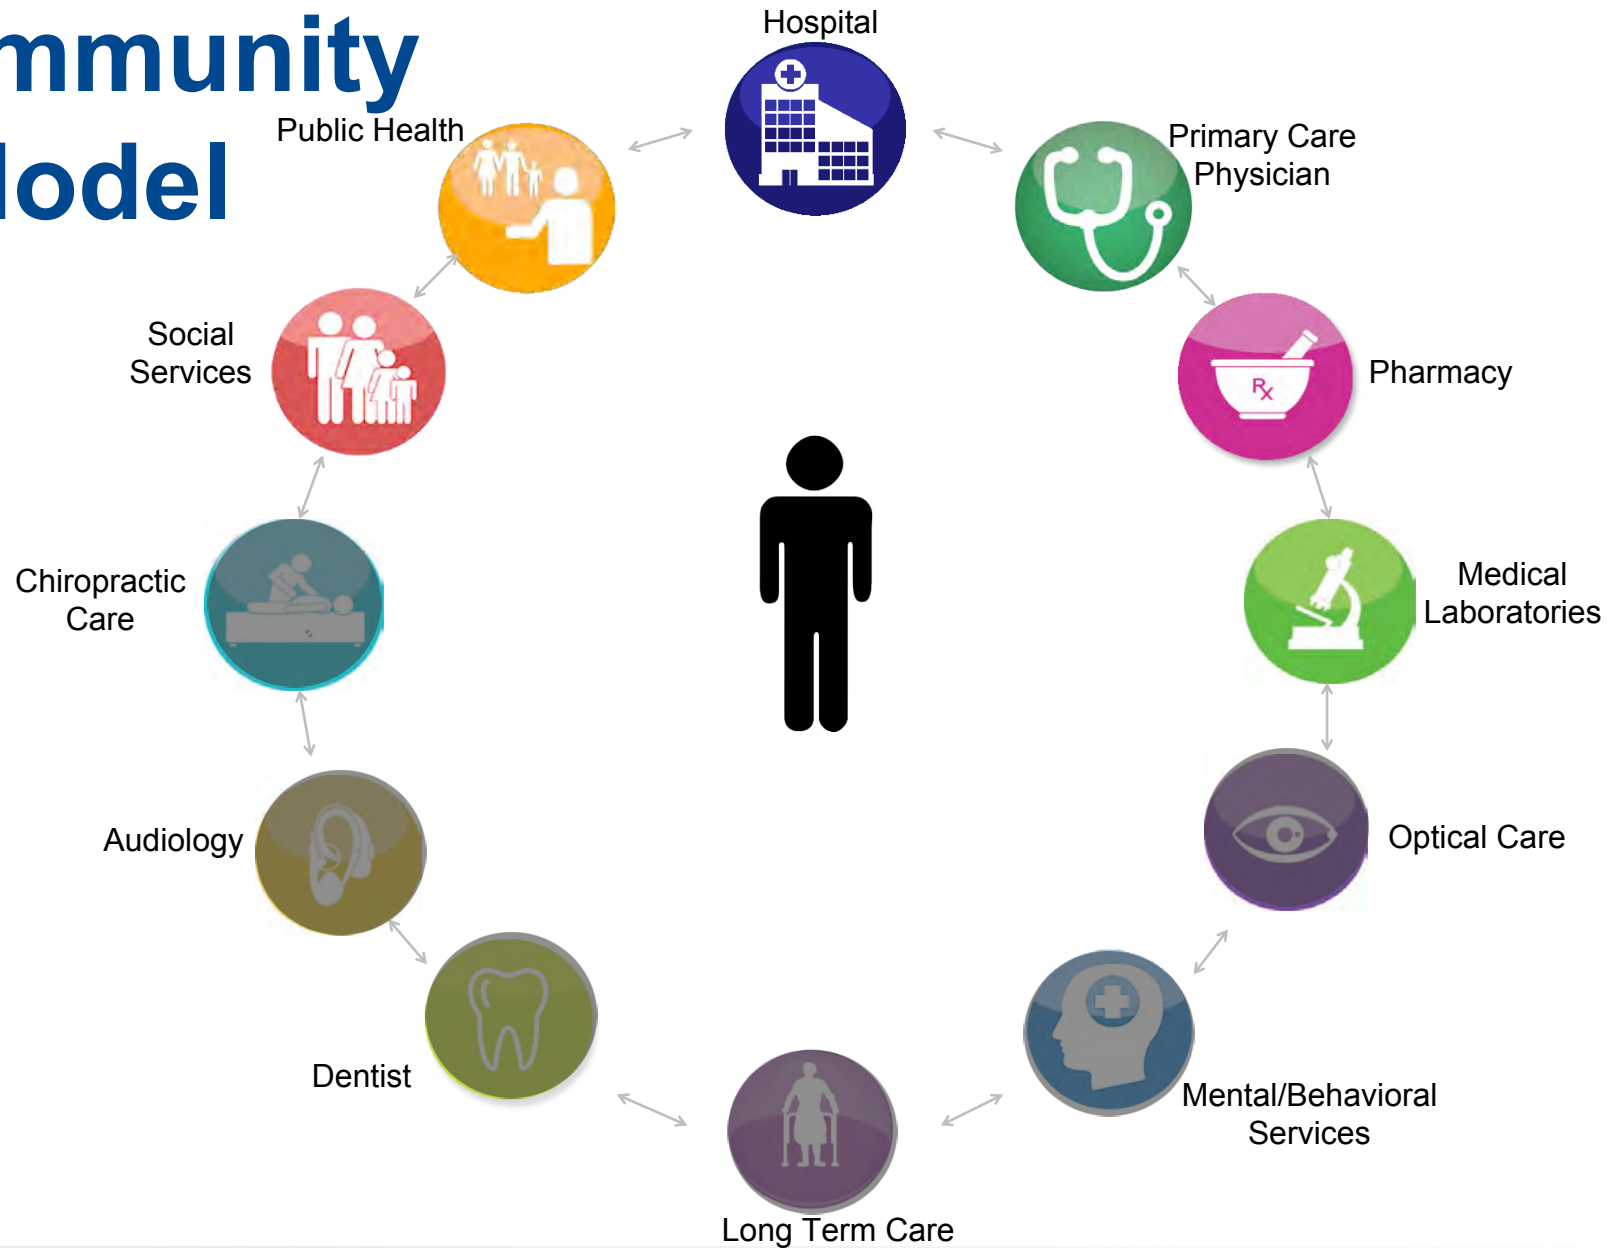 mmunity
odel
Hospital
Public Health
Primary Care
Physician
Social
Services
Pharmacy
Rx
Chiropractic
Care
Medical
Laboratories
Audiology
Optical Care
Dentist
Mental/Behavioral
Services
Long Term Care